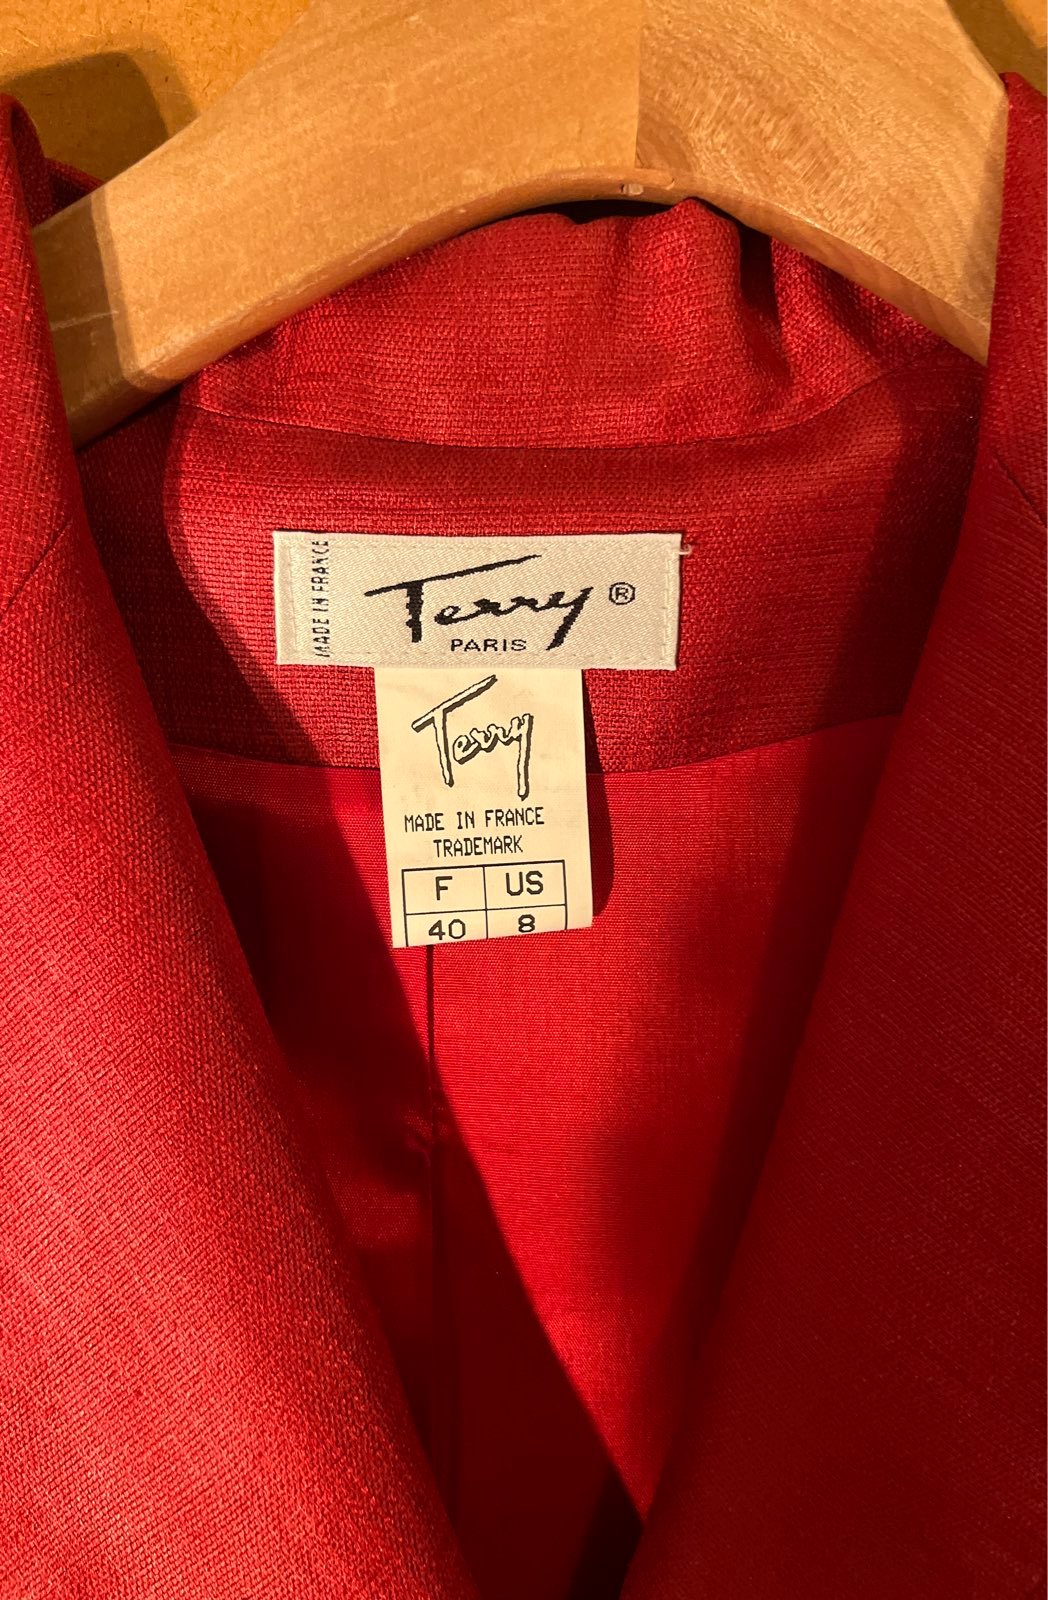 MADE IN FRANCE
Terry ®
PARIS
Terry
MADE IN FRANCE
TRADEMARK
F US
40 8